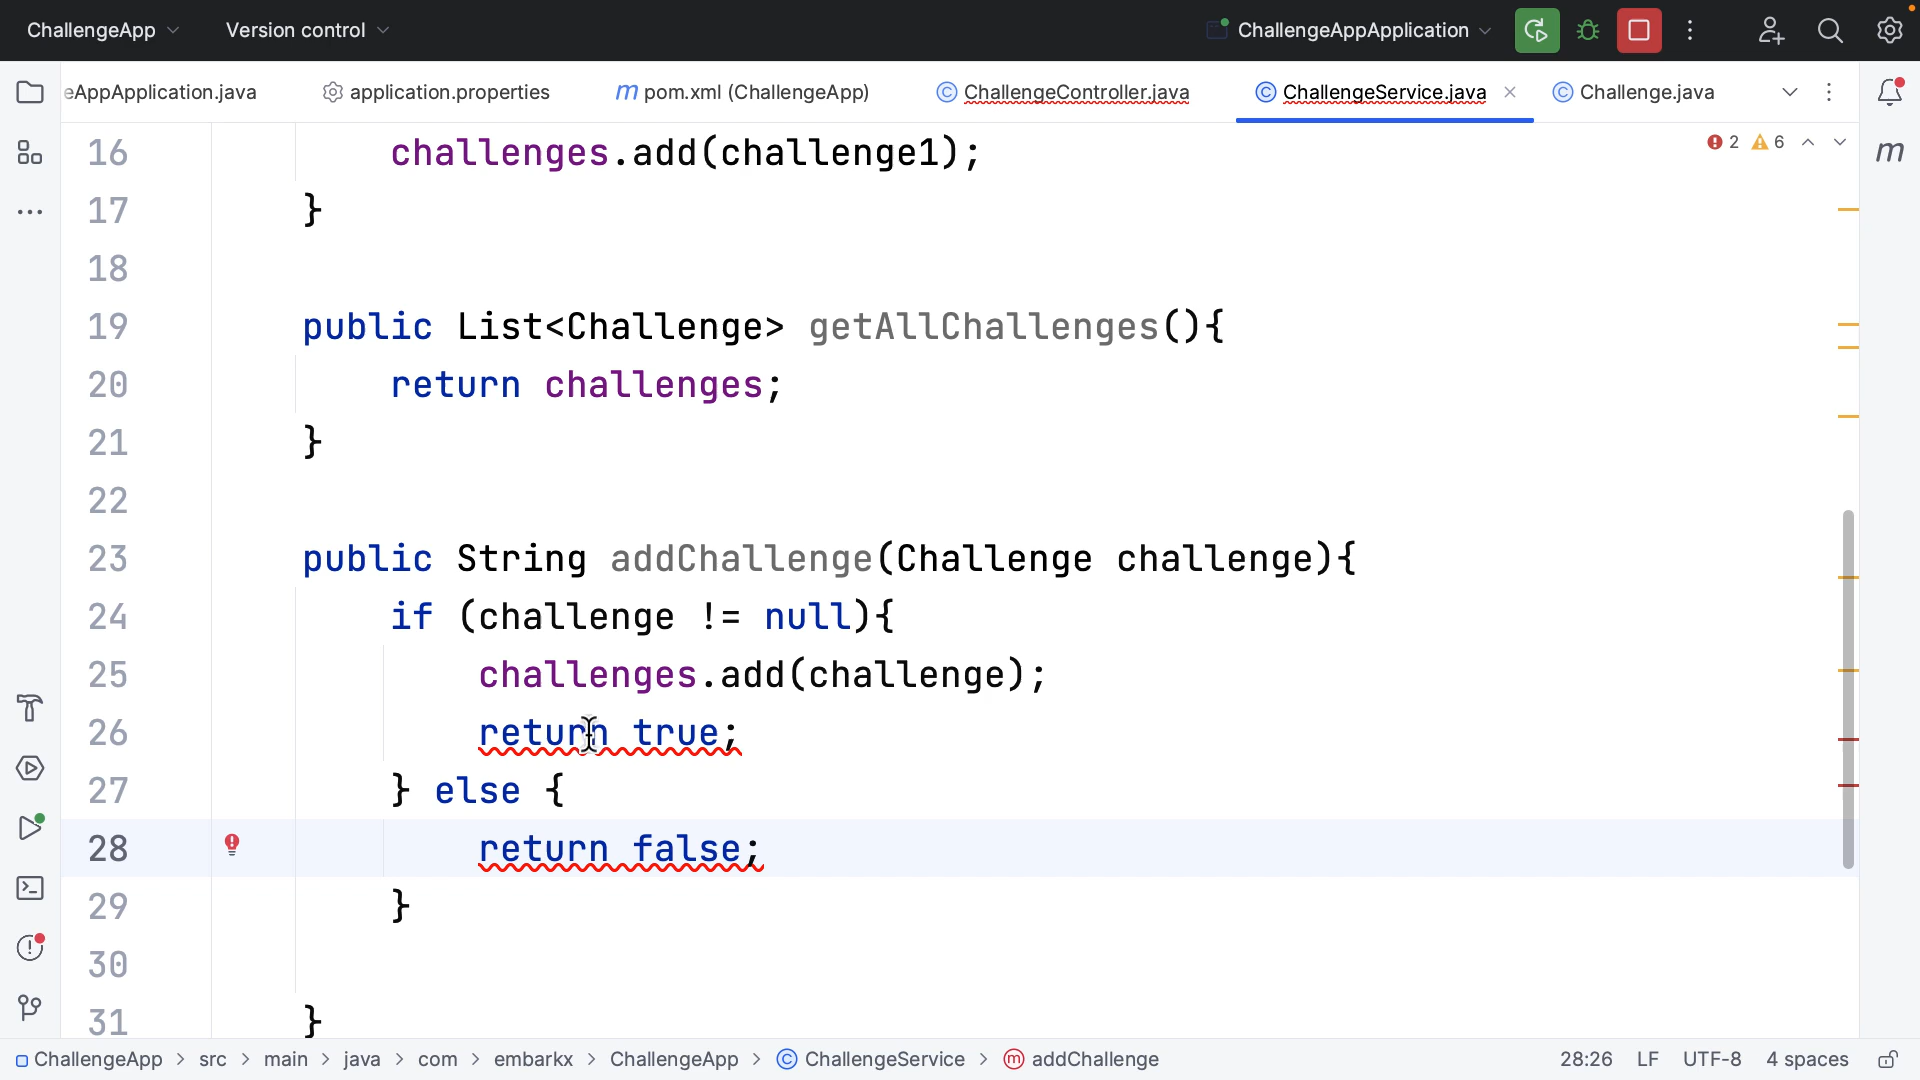 ChallengeApp Version control ChallengeAppApplication
eAppApplication.java application.properties m pom.xml (ChallengeApp) © ChallengeController.java © ChallengeService.java Challenge.java
2 6
m
16 challenges.add(challenge1);
17 }
18
19 public List<Challenge> getAllChallenges(){
20 return challenges;
21 }
22
23 public String addChallenge(Challenge challenge){
24 if (challenge != null){
25 challenges.add(challenge);
26 return true;
27 } else {
28 return false;
29 }
30
31 }
ChallengeApp > src > main > java > com > embarkx > ChallengeApp > © ChallengeService > m addChallenge 28:26 LF UTF-8 4 spaces